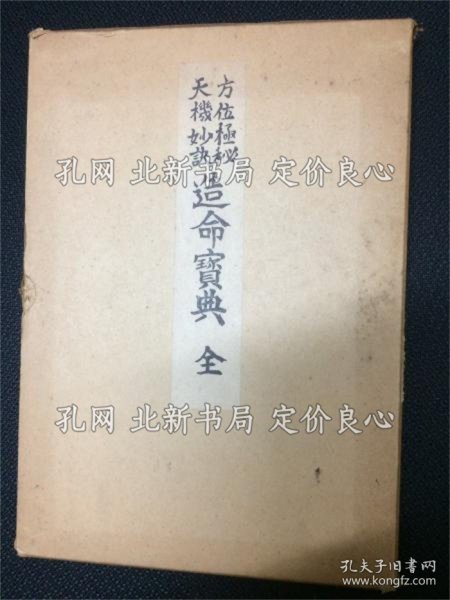 方位極秘
天機妙訣
造命寶典 全
孔网 北新书局 定价良心
孔网 北新书局 定价良心
孔夫子旧书网
www.kongfz.com